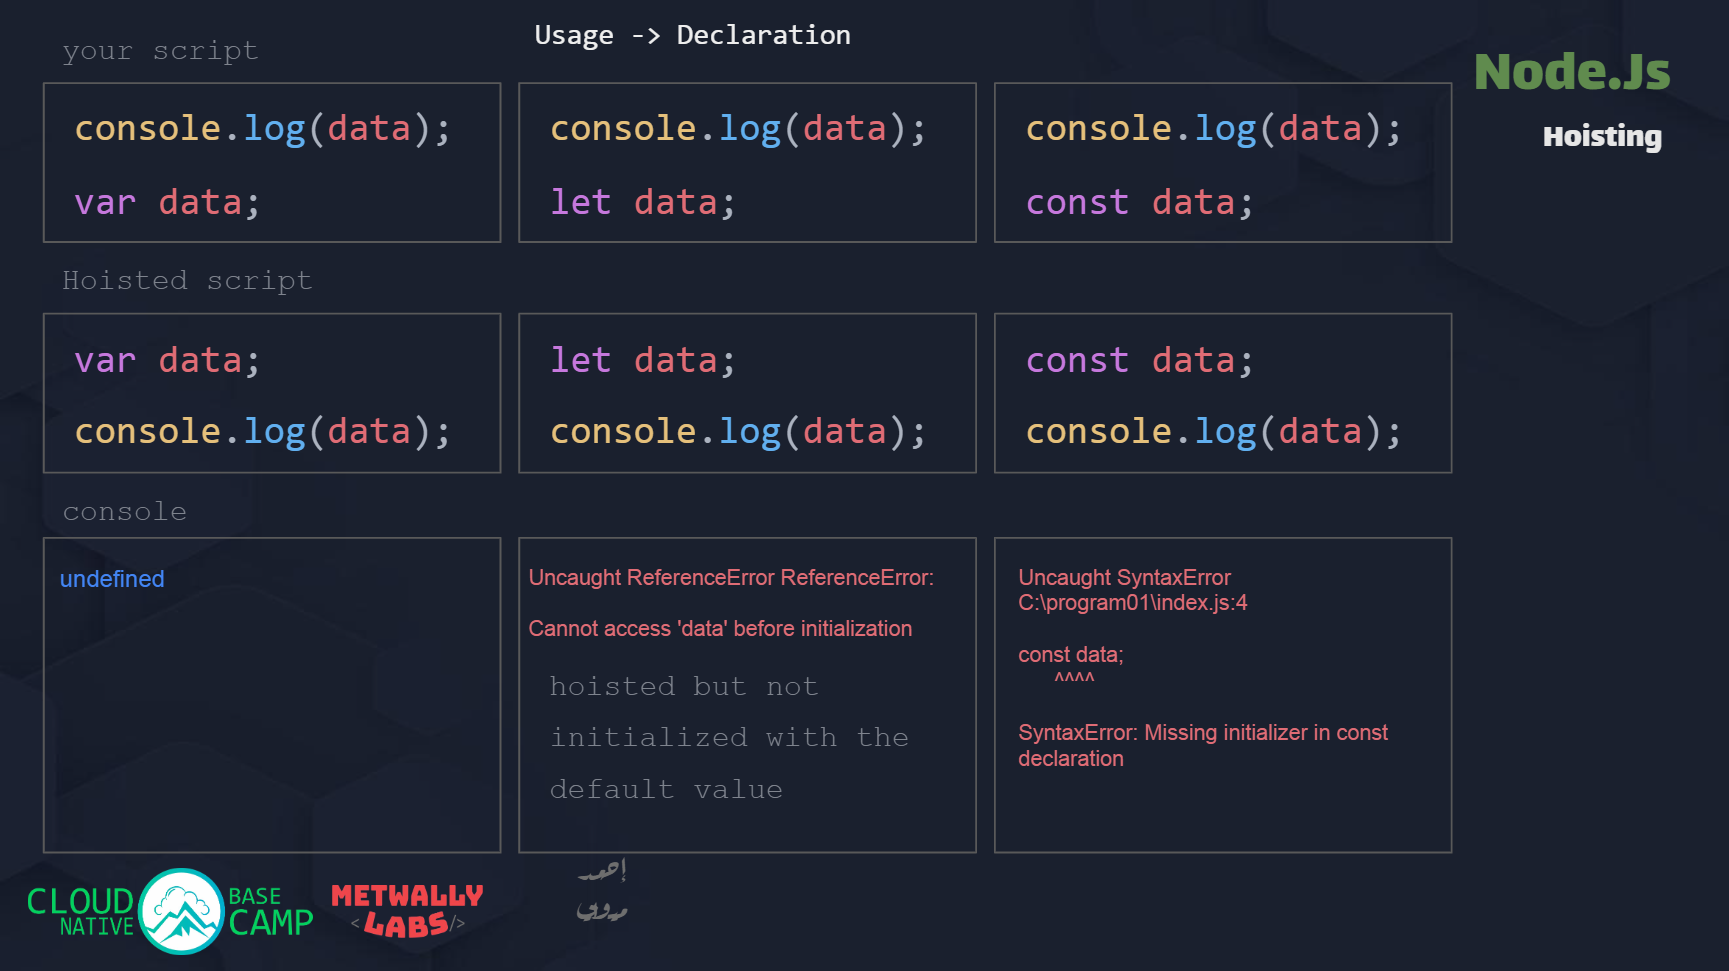 your script
Usage -> Declaration
Node.Js
Hoisting
console.log(data);
var data;
console.log(data);
let data;
console.log(data);
const data;
Hoisted script
var data;
console.log(data);
let data;
console.log(data);
const data;
console.log(data);
console
undefined
Uncaught ReferenceError ReferenceError:
Cannot access 'data' before initialization
hoisted but not
initialized with the
default value
Uncaught SyntaxError
C:\program01\index.js:4
const data;
^^^^
SyntaxError: Missing initializer in const
declaration
CLOUD
NATIVE
BASE
CAMP
METWALLY
<LABS/>